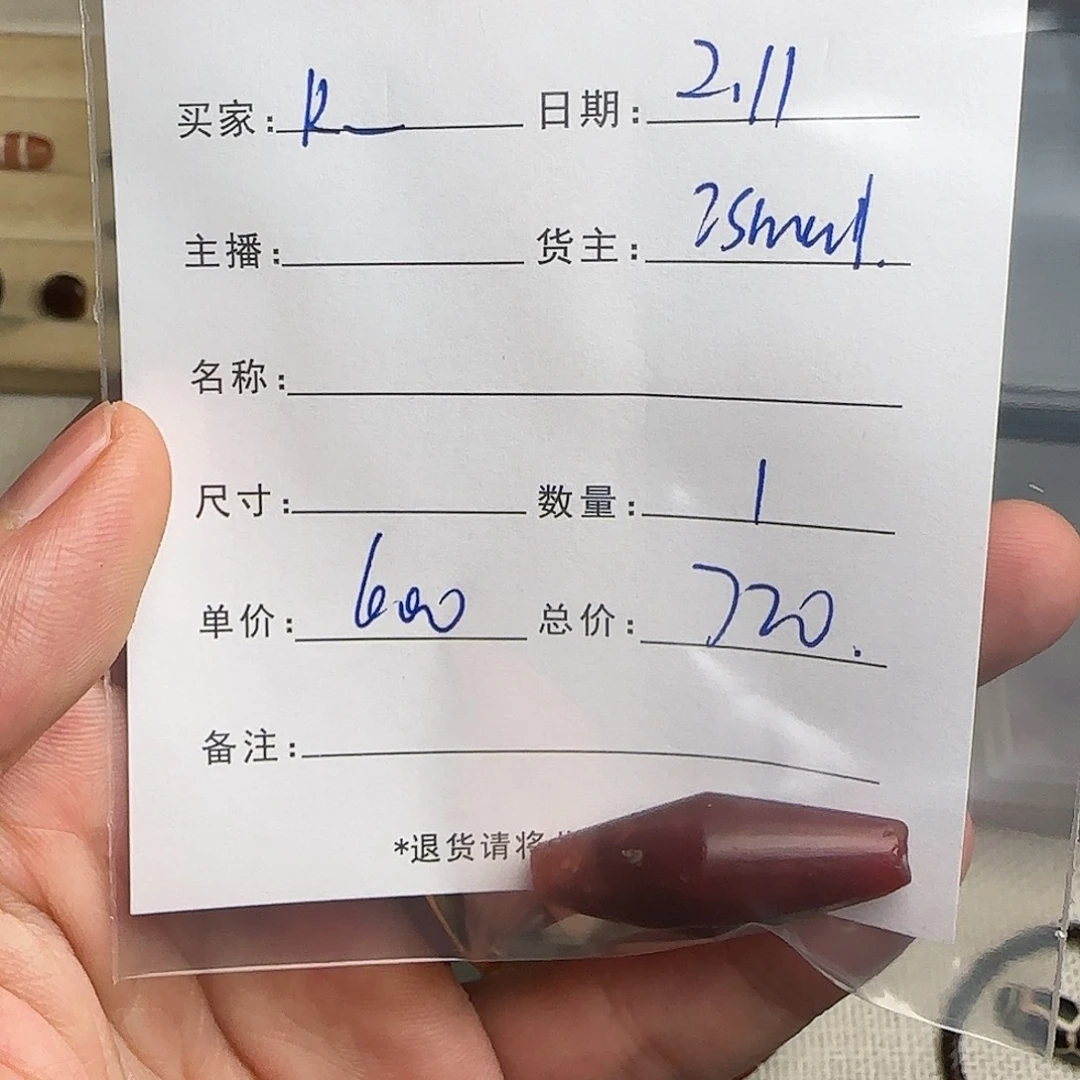 买家: 日期: 2.11
主播: 货主:
名称:
尺寸: 数量: 1
单价: 600 总价: 720.
备注:
*退货请将